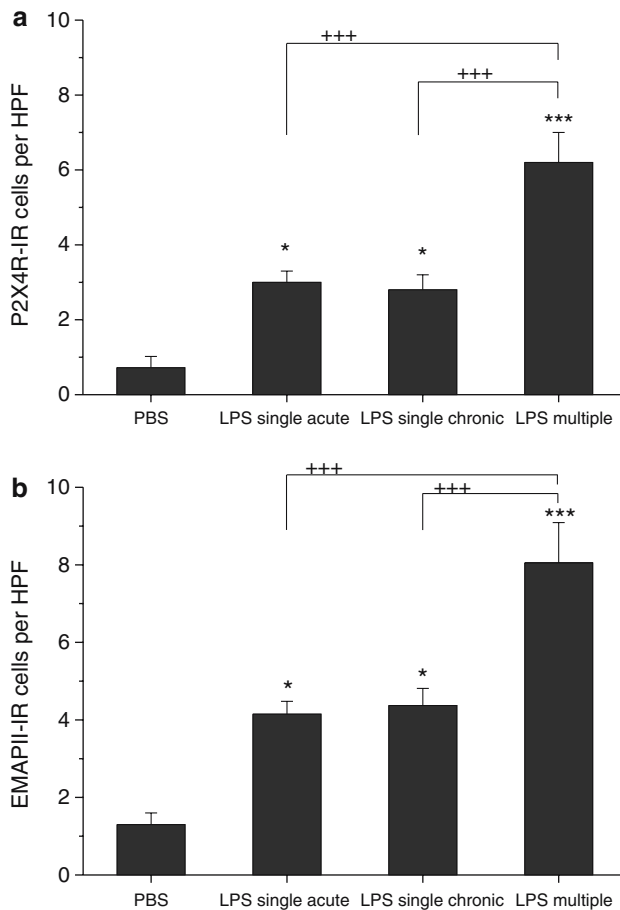 a
P2X4R-IR cells per HPF
10
8
6
4
2
0
+++
+++
*
*
***
PBS
LPS single acute
LPS single chronic
LPS multiple
b
EMAPII-IR cells per HPF
10
8
6
4
2
0
+++
+++
*
*
***
PBS
LPS single acute
LPS single chronic
LPS multiple